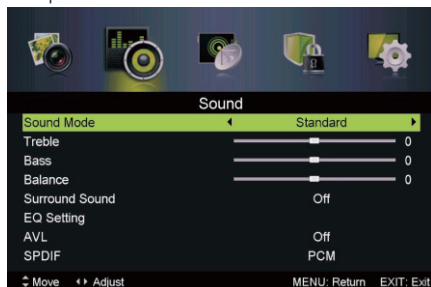 Sound
Sound Mode Standard
Treble 0
Bass 0
Balance 0
Surround Sound Off
EQ Setting
AVL Off
SPDIF PCM
Move Adjust MENU: Return EXIT: Exit